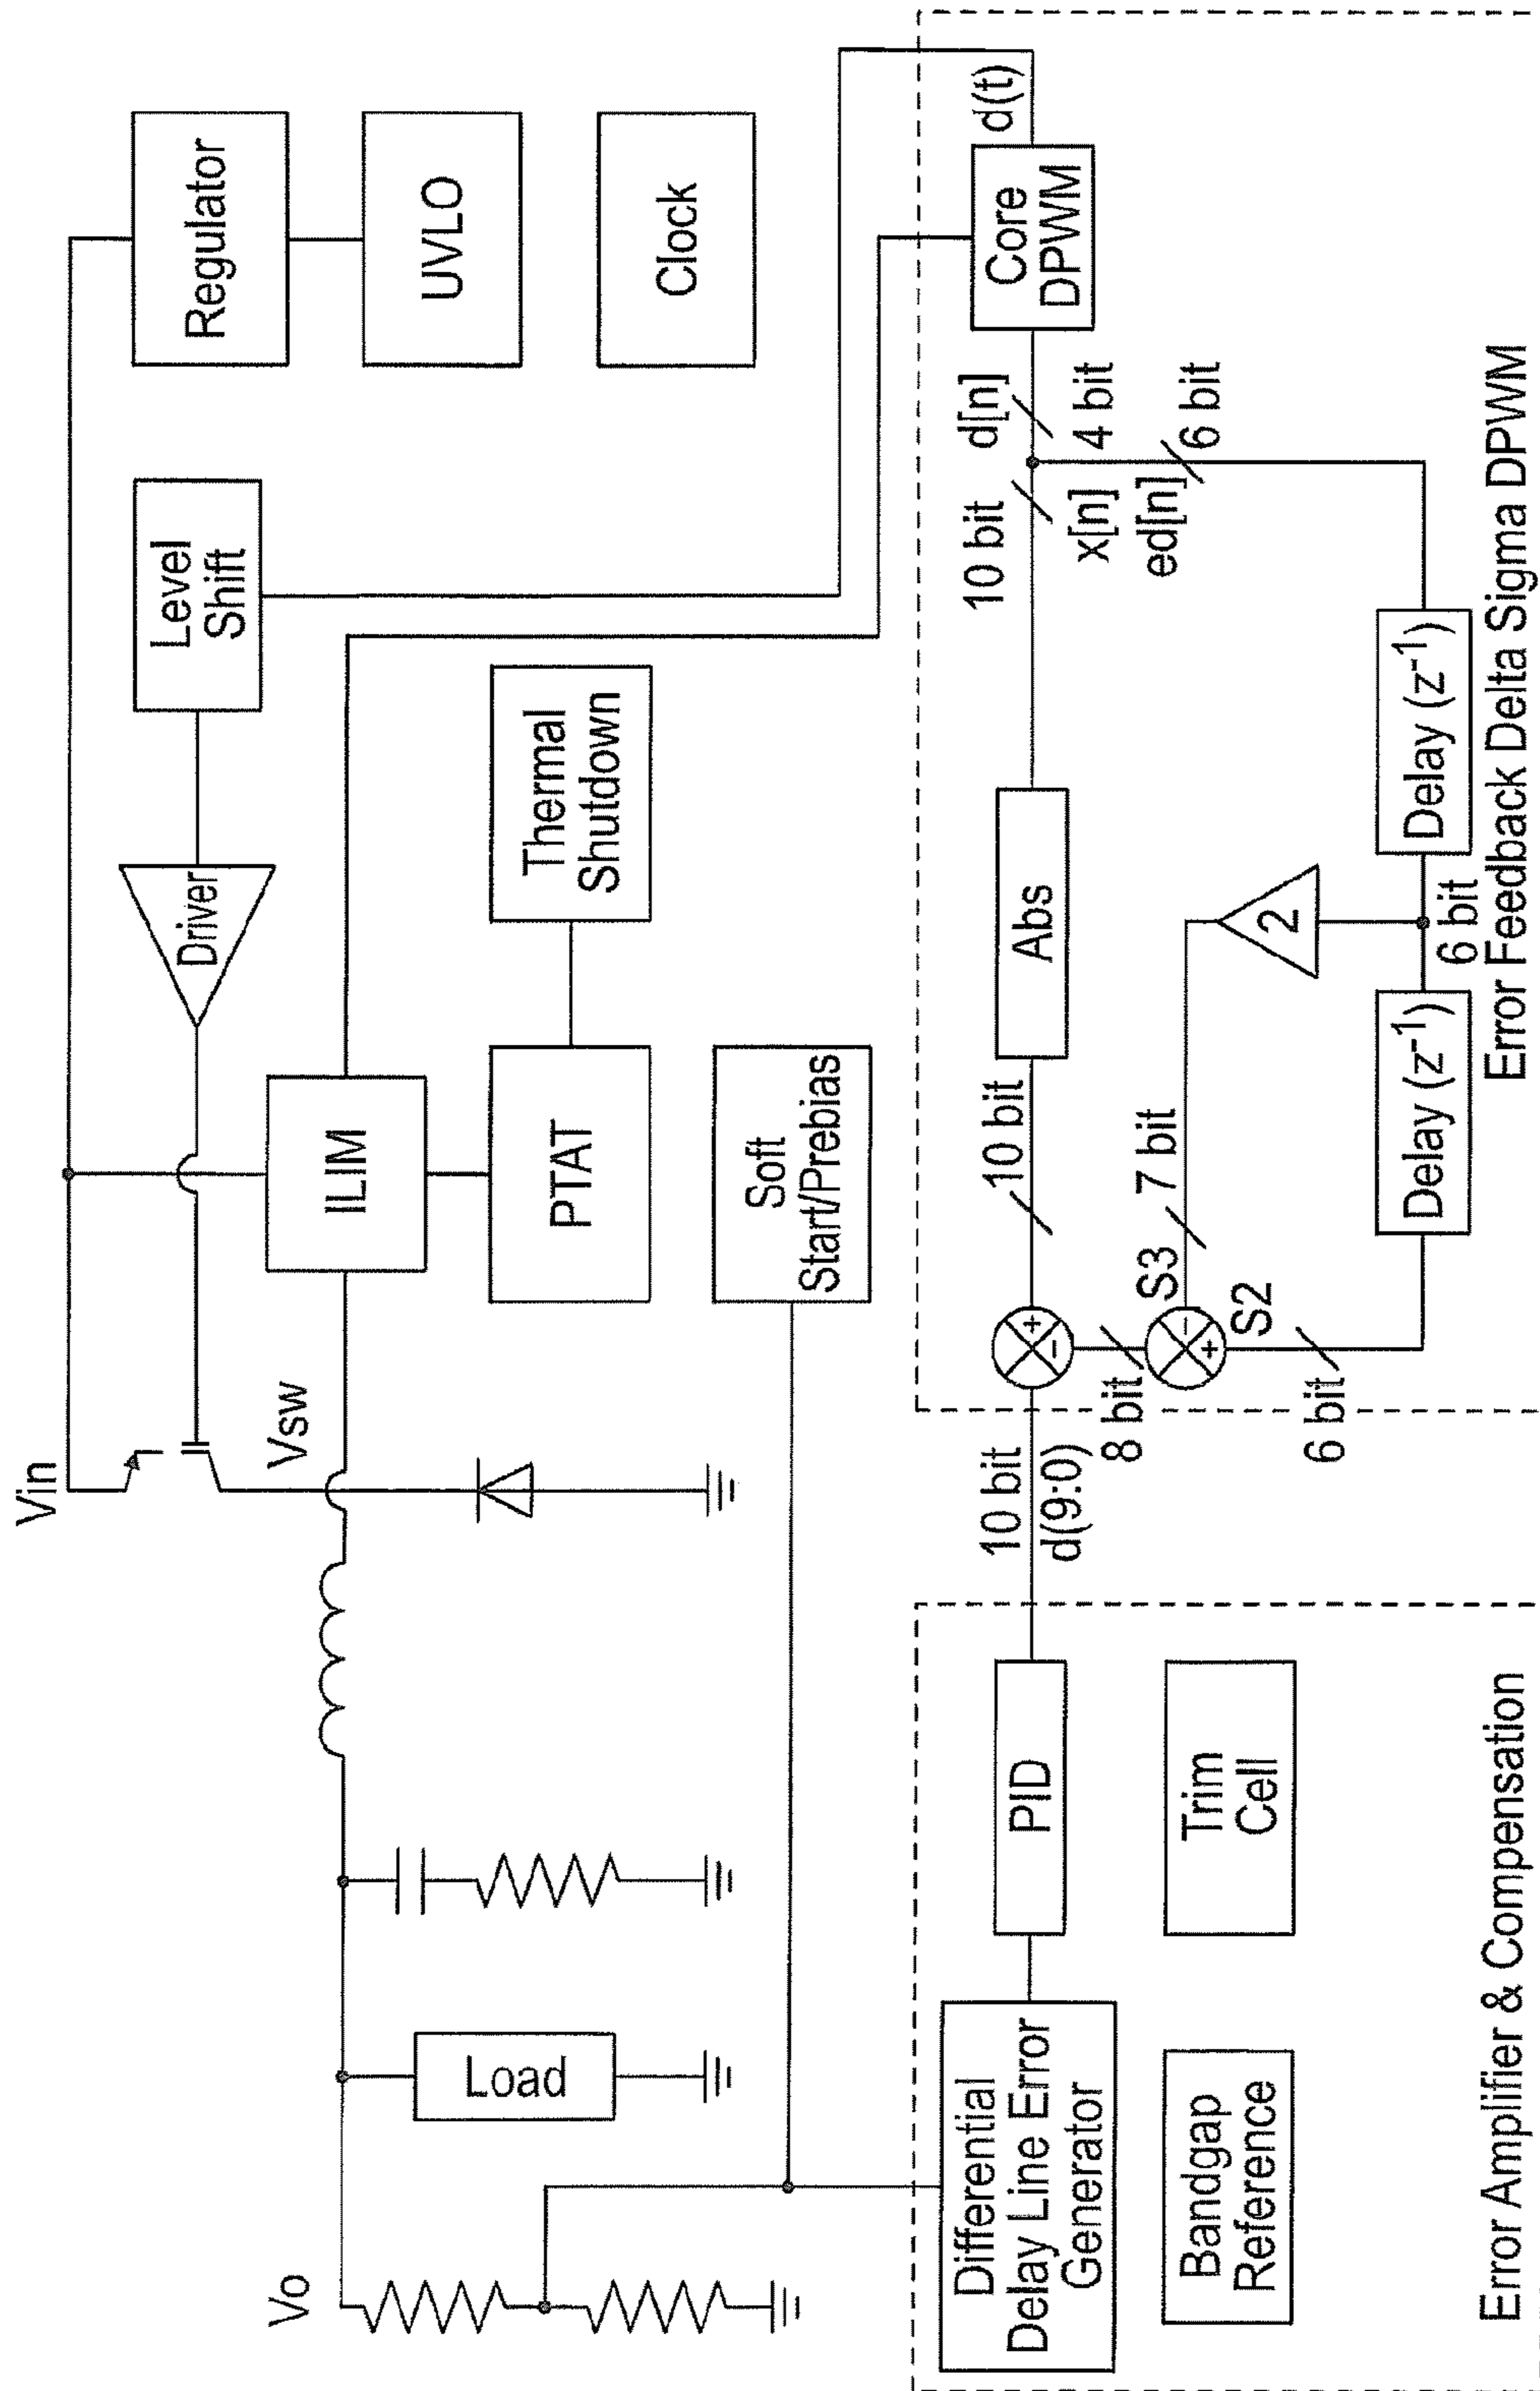 Vin
Regulator
UVLO
Clock
Level
Shift
Driver
Thermal
Shutdown
ILIM
PTAT
Soft
Start/Prebias
Vsw
Vo
Load
Differential
Delay Line Error
Generator
PID
Bandgap
Reference
Trim
Cell
Error Amplifier & Compensation
10 bit
d(9:0)
+
−
8 bit
−
+
S3
7 bit
S2
6 bit
10 bit
Abs
10 bit
x[n]
d[n]
4 bit
ed[n]
6 bit
Core
DPWM
d(t)
2
Delay (z-1)
6 bit
Delay (z-1)
Error Feedback Delta Sigma DPWM